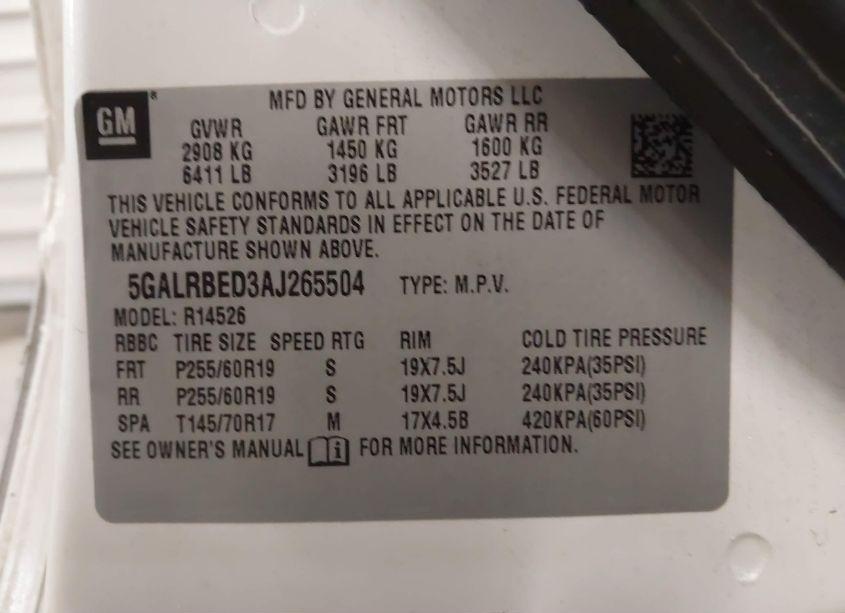 GM ® MFD BY GENERAL MOTORS LLC
GVWR GAWR FRT GAWR RR
2908 KG 1450 KG 1600 KG
6411 LB 3196 LB 3527 LB
THIS VEHICLE CONFORMS TO ALL APPLICABLE U.S. FEDERAL MOTOR
VEHICLE SAFETY STANDARDS IN EFFECT ON THE DATE OF
MANUFACTURE SHOWN ABOVE.
5GALRBED3AJ265504 TYPE: M.P.V.
MODEL: R14526
RBBC TIRE SIZE SPEED RTG RIM COLD TIRE PRESSURE
FRT P255/60R19 S 19X7.5J 240KPA(35PSI)
RR P255/60R19 S 19X7.5J 240KPA(35PSI)
SPA T145/70R17 M 17X4.5B 420KPA(60PSI)
SEE OWNER'S MANUAL i FOR MORE INFORMATION.